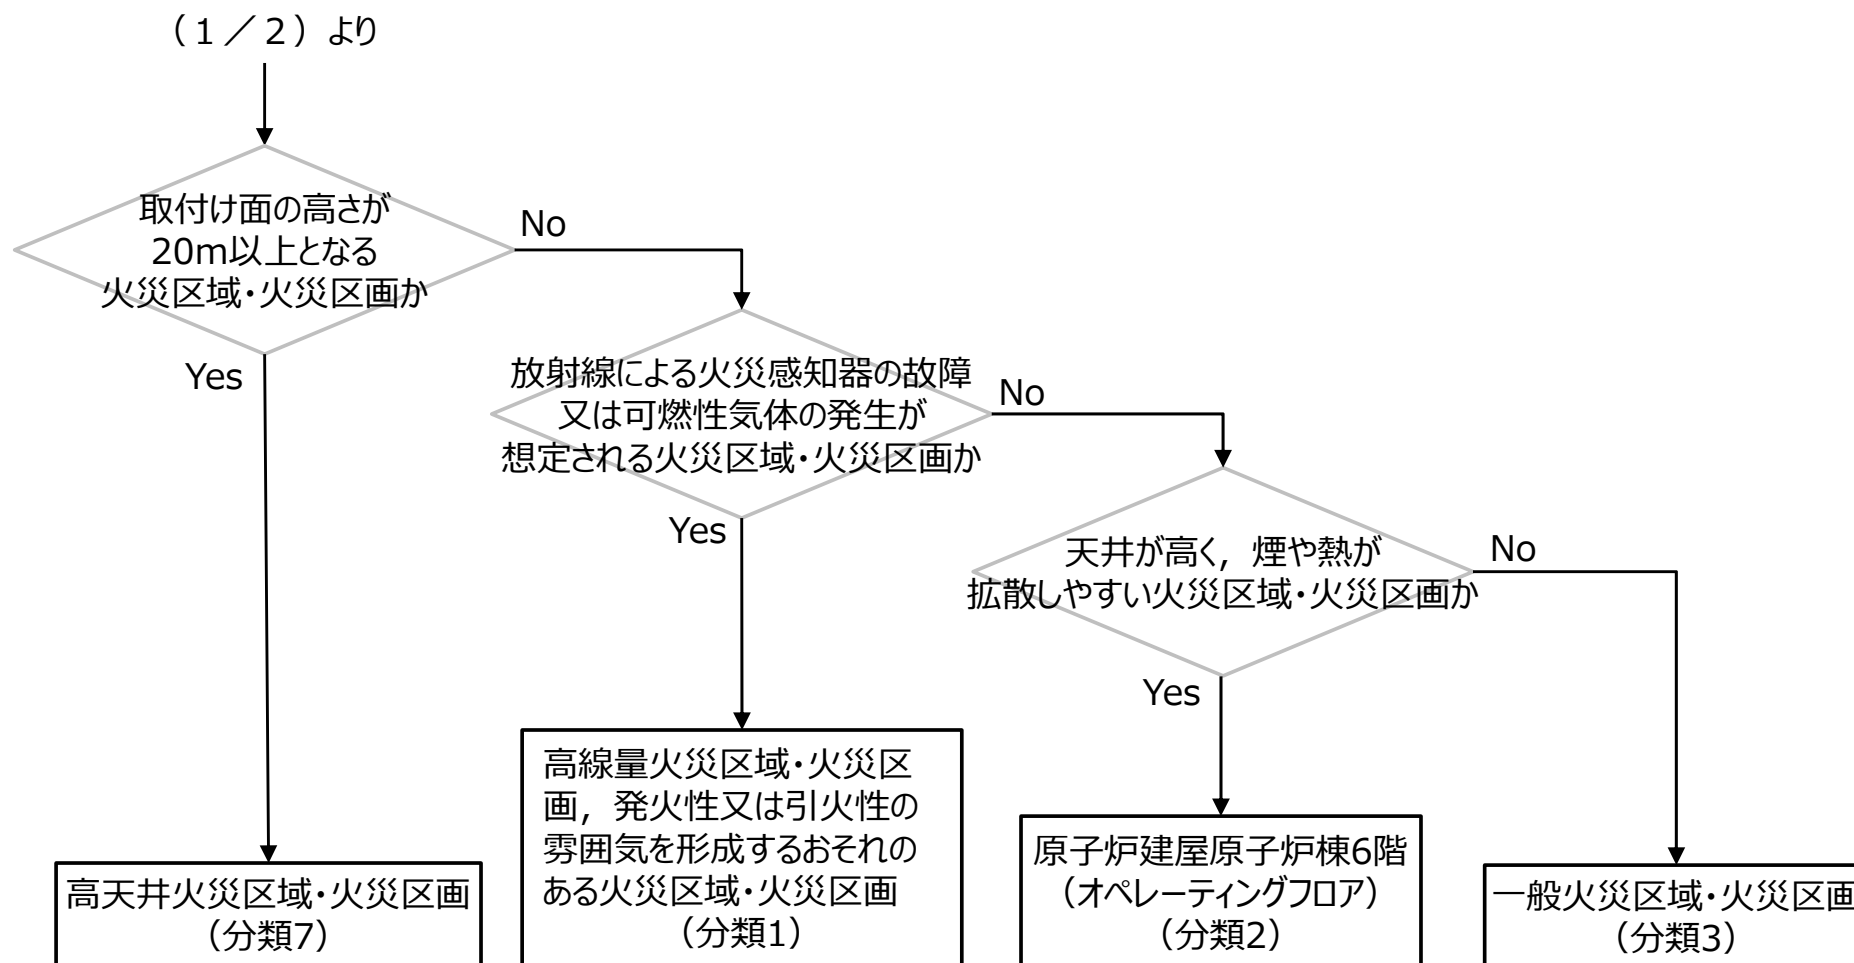 （１／２）より
取付け面の高さが
20m以上となる
火災区域・火災区画か
No
Yes
放射線による火災感知器の故障
又は可燃性気体の発生が
想定される火災区域・火災区画か
No
Yes
天井が高く，煙や熱が
拡散しやすい火災区域・火災区画か
No
Yes
高天井火災区域・火災区画
（分類7）
高線量火災区域・火災区
画，発火性又は引火性の
雰囲気を形成するおそれの
ある火災区域・火災区画
（分類1）
原子炉建屋原子炉棟6階
（オペレーティングフロア）
（分類2）
一般火災区域・火災区画
（分類3）